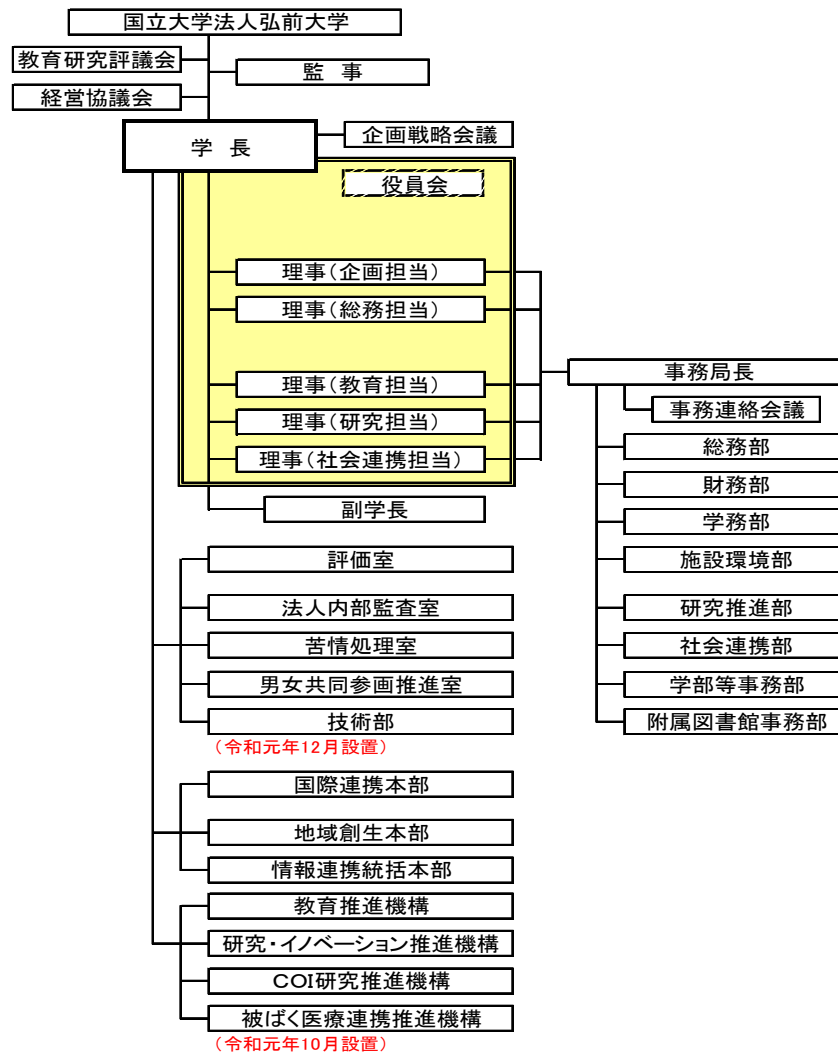 国立大学法人弘前大学
教育研究評議会
監　事
経営協議会
学　長
企画戦略会議
役員会
理事（企画担当）
理事（総務担当）
理事（教育担当）
理事（研究担当）
理事（社会連携担当）
副学長
事務局長
事務連絡会議
総務部
財務部
学務部
施設環境部
研究推進部
社会連携部
学部等事務部
附属図書館事務部
評価室
法人内部監査室
苦情処理室
男女共同参画推進室
技術部
（令和元年12月設置）
国際連携本部
地域創生本部
情報連携統括本部
教育推進機構
研究・イノベーション推進機構
COI研究推進機構
被ばく医療連携推進機構
（令和元年10月設置）